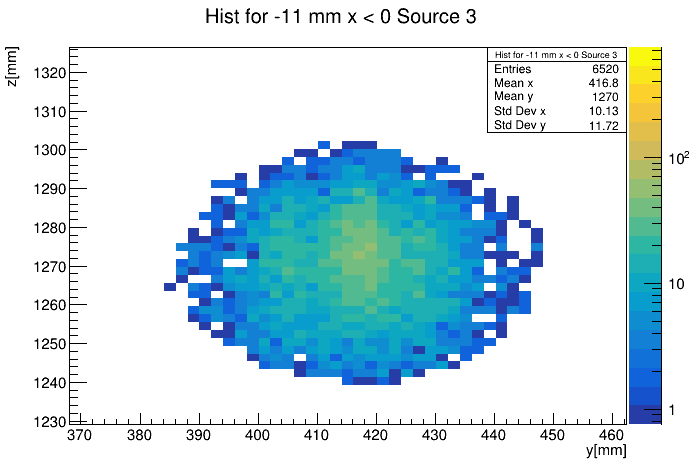 Hist for -11 mm x < 0 Source 3
z[mm]
Hist for -11 mm x < 0 Source 3
Entries 6520
Mean x 416.8
Mean y 1270
Std Dev x 10.13
Std Dev y 11.72
1320
1310
1300
1290
1280
1270
1260
1250
1240
1230
10²
10
1
370 380 390 400 410 420 430 440 450 460
y[mm]